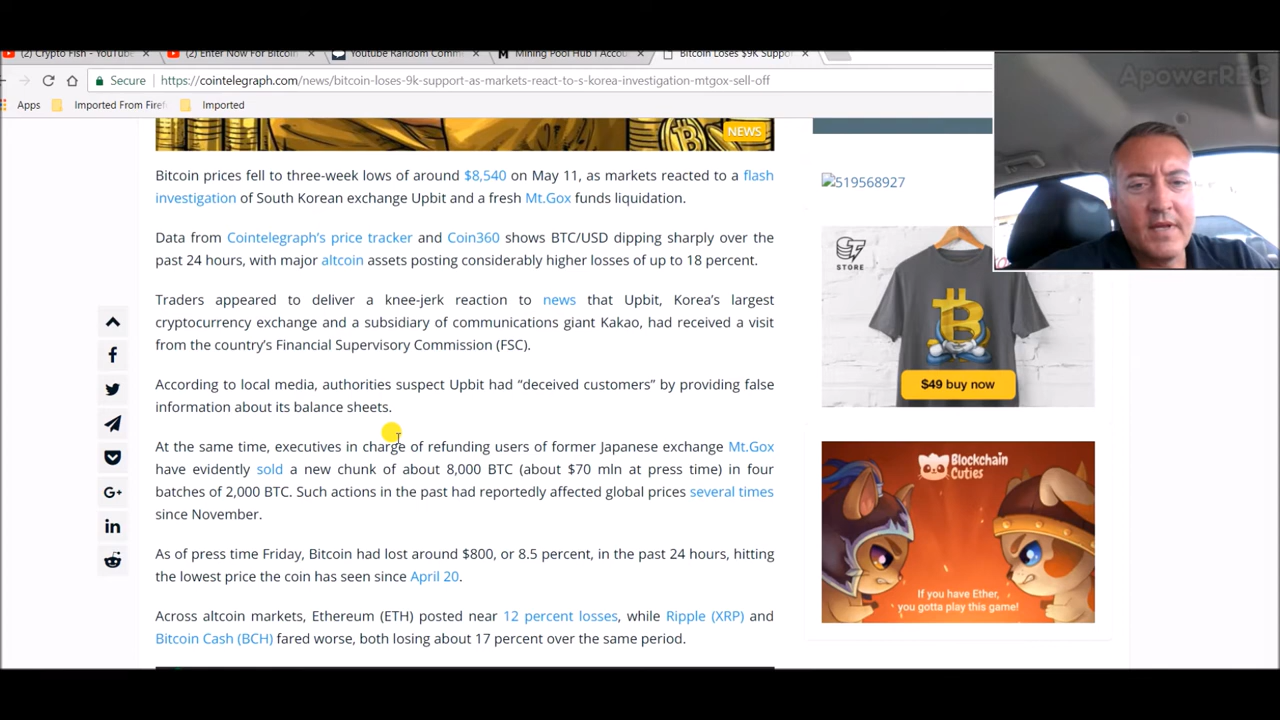 (2) Crypto Fish - YouTube
(2) Enter Now For Bitcoin
Youtube Random Comme
Mining Pool Hub | Accou
Bitcoin Loses $9K Suppo
Secure
https://cointelegraph.com/news/bitcoin-loses-9k-support-as-markets-react-to-s-korea-investigation-mtgox-sell-off
Apps Imported From Firef Imported
ApowerREC
NEWS
Bitcoin prices fell to three-week lows of around $8,540 on May 11, as markets reacted to a flash
investigation of South Korean exchange Upbit and a fresh Mt.Gox funds liquidation.
Data from Cointelegraph's price tracker and Coin360 shows BTC/USD dipping sharply over the
past 24 hours, with major altcoin assets posting considerably higher losses of up to 18 percent.
Traders appeared to deliver a knee-jerk reaction to news that Upbit, Korea's largest
cryptocurrency exchange and a subsidiary of communications giant Kakao, had received a visit
from the country's Financial Supervisory Commission (FSC).
According to local media, authorities suspect Upbit had “deceived customers” by providing false
information about its balance sheets.
At the same time, executives in charge of refunding users of former Japanese exchange Mt.Gox
have evidently sold a new chunk of about 8,000 BTC (about $70 mln at press time) in four
batches of 2,000 BTC. Such actions in the past had reportedly affected global prices several times
since November.
As of press time Friday, Bitcoin had lost around $800, or 8.5 percent, in the past 24 hours, hitting
the lowest price the coin has seen since April 20.
Across altcoin markets, Ethereum (ETH) posted near 12 percent losses, while Ripple (XRP) and
Bitcoin Cash (BCH) fared worse, both losing about 17 percent over the same period.
519568927
STORE
$49 buy now
Blockchain
Cuties
If you have Ether,
you gotta play this game!